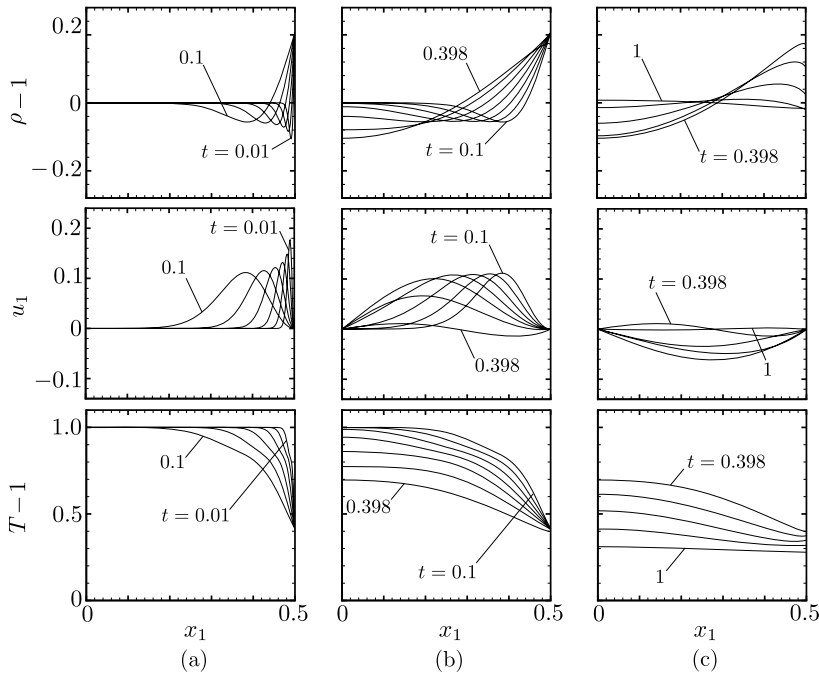 0.2
0
−0.2
ρ − 1
0.1
t = 0.01
0.398
t = 0.1
1
t = 0.398
0.2
0.1
0
−0.1
u1
t = 0.01
0.1
t = 0.1
0.398
t = 0.398
1
1.0
0.5
0
T − 1
0.1
t = 0.01
0.398
t = 0.1
t = 0.398
1
0 0.5 0 0.5 0 0.5
x1 x1 x1
(a) (b) (c)